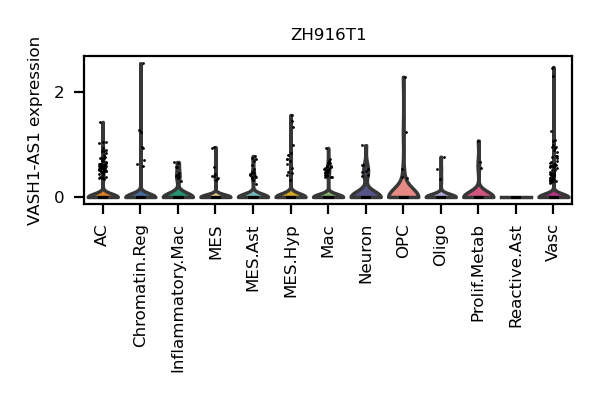 ZH916T1
VASH1-AS1 expression
2
0
AC
Chromatin.Reg
Inflammatory.Mac
MES
MES.Ast
MES.Hyp
Mac
Neuron
OPC
Oligo
Prolif.Metab
Reactive.Ast
Vasc